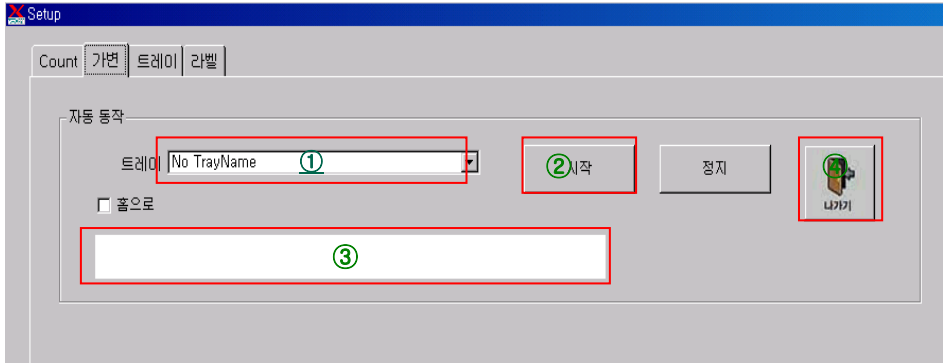 Setup
Count 가변 트레이 라벨
자동 동작
트레이 No TrayName ① ② 시작 정지 ④ 나가기
홈으로
③